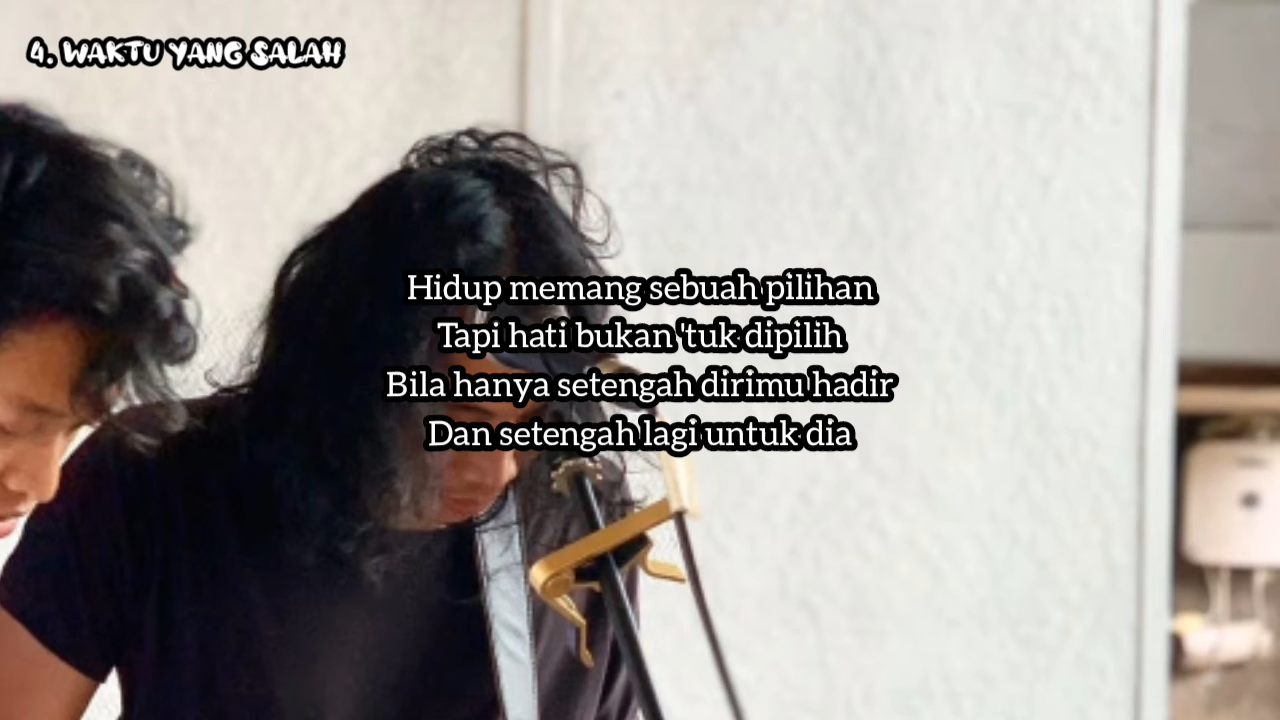 4. WAKTU YANG SALAH
Hidup memang sebuah pilihan
Tapi hati bukan 'tuk dipilih
Bila hanya setengah dirimu hadir
Dan setengah lagi untuk dia